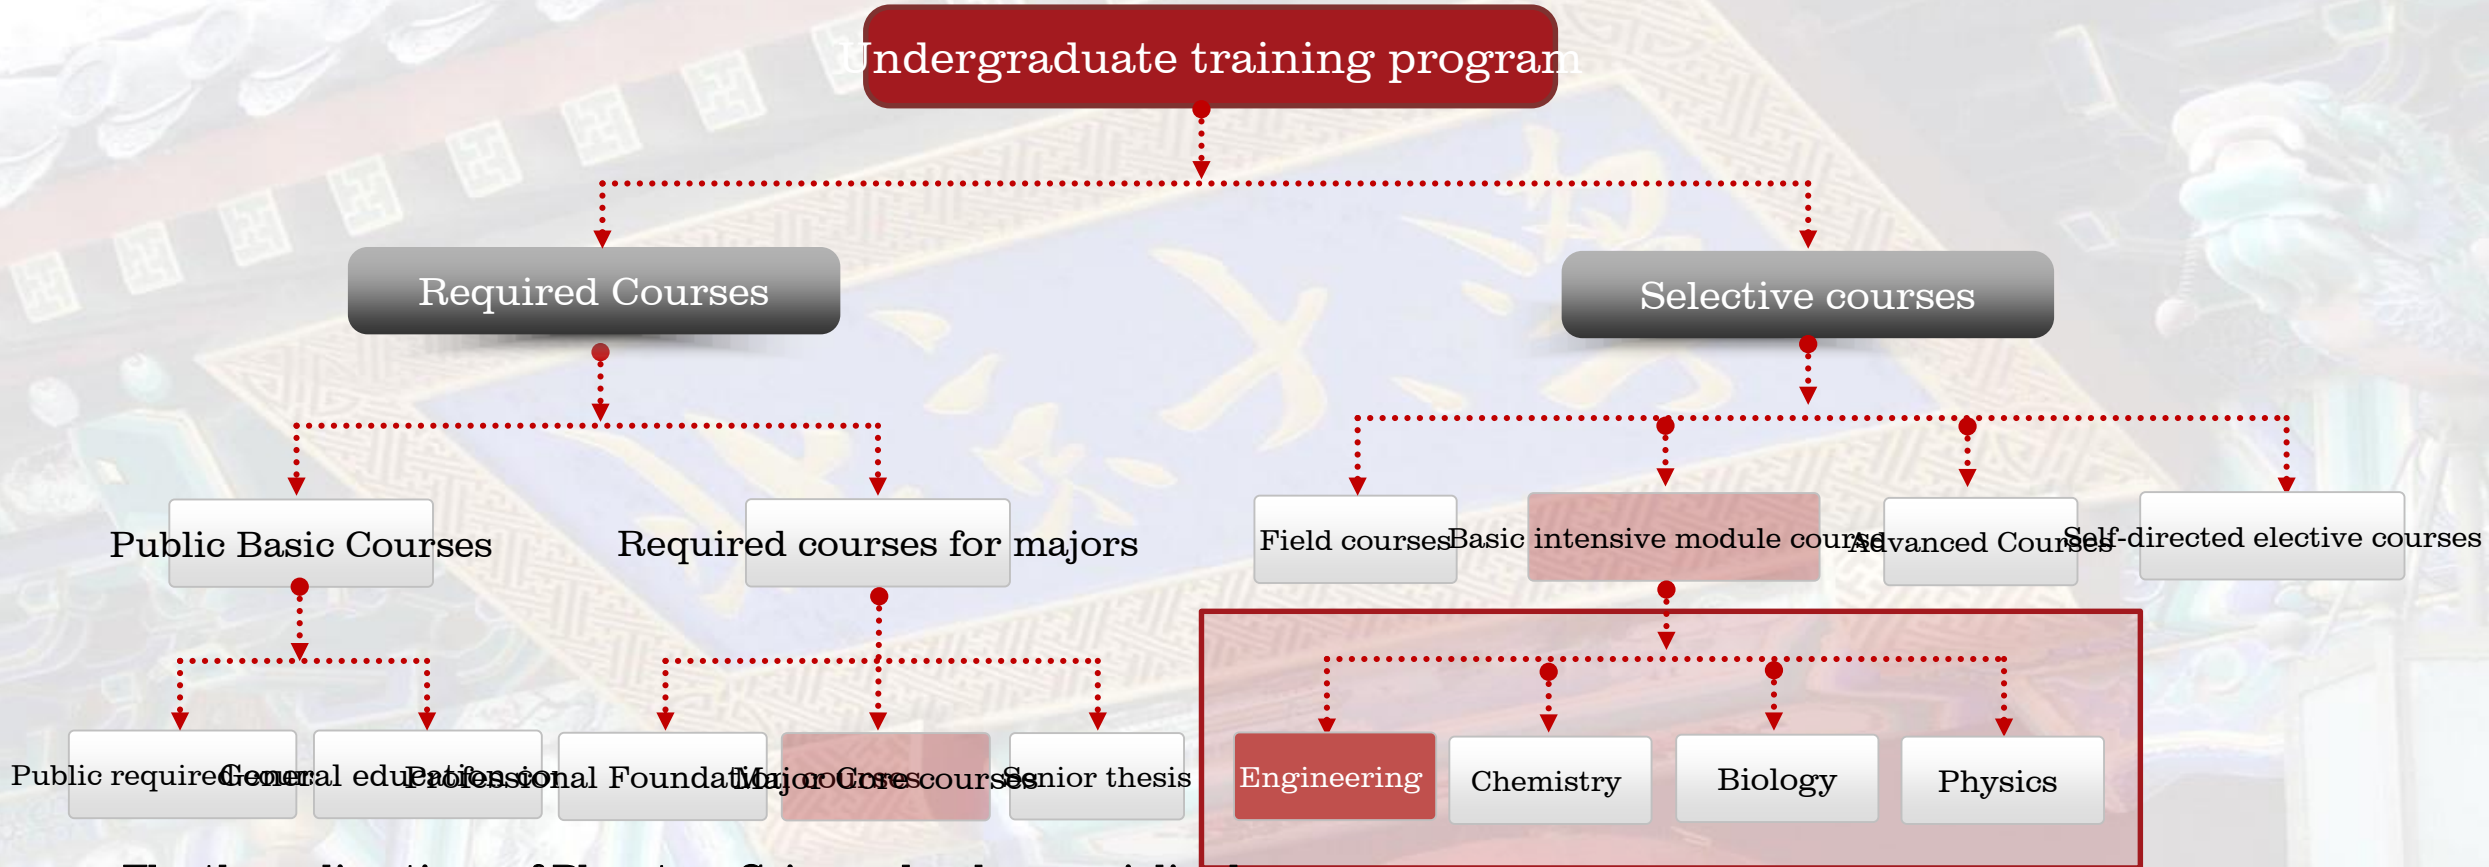 Undergraduate training program
Required Courses
Selective courses
Public Basic Courses
Required courses for majors
Field courses
Basic intensive module course
Advanced Courses
Self-directed elective courses
Public required
General education
Professional Foundation courses
Major Core courses
Senior thesis
Engineering
Chemistry
Biology
Physics